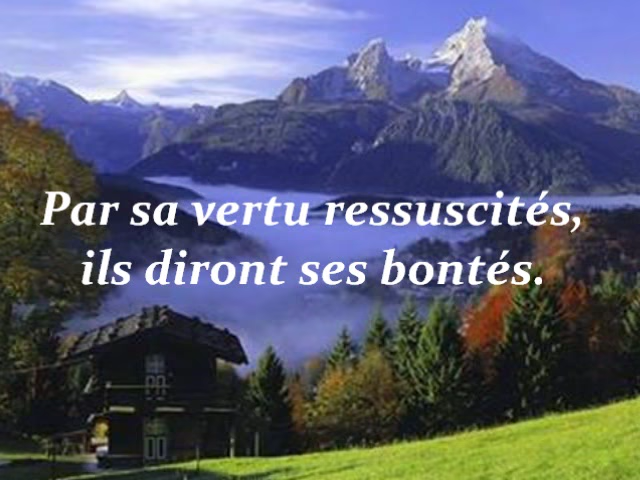 Par sa vertu ressuscités,
ils diront ses bontés.